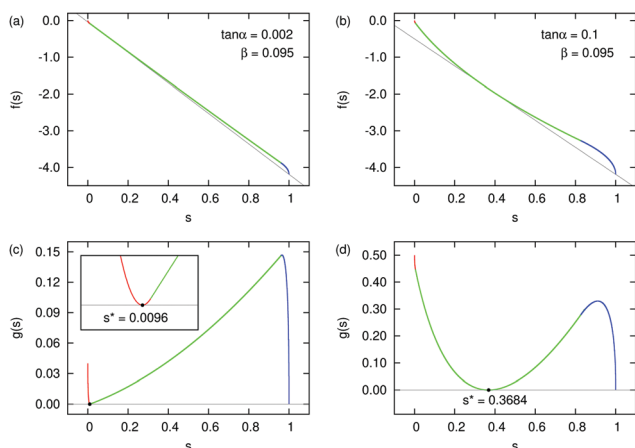 (a)
0.0
-1.0
-2.0
-3.0
-4.0
f(s)
tanα = 0.002
β = 0.095
0 0.2 0.4 0.6 0.8 1
s
(b)
0.0
-1.0
-2.0
-3.0
-4.0
f(s)
tanα = 0.1
β = 0.095
0 0.2 0.4 0.6 0.8 1
s
(c)
0.15
0.12
0.09
0.06
0.03
0.00
g(s)
s* = 0.0096
0 0.2 0.4 0.6 0.8 1
s
(d)
0.50
0.40
0.30
0.20
0.10
0.00
g(s)
s* = 0.3684
0 0.2 0.4 0.6 0.8 1
s